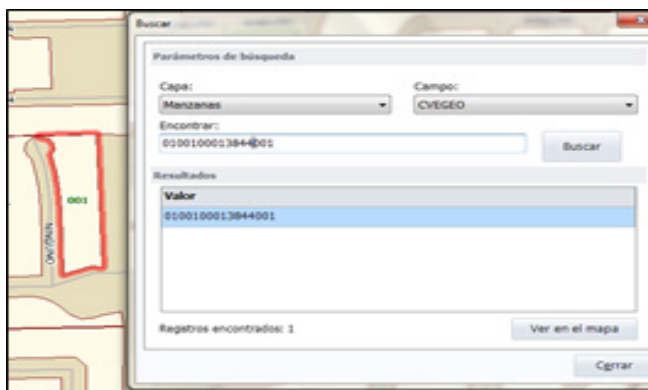 Buscar
Parámetros de búsqueda
Capa:
Campo:
Manzanas
CVEGEO
Encontrar:
0100100013844001
Buscar
Resultados
Valor
0100100013844001
Registros encontrados: 1
Ver en el mapa
Cerrar
001
NINGUNO